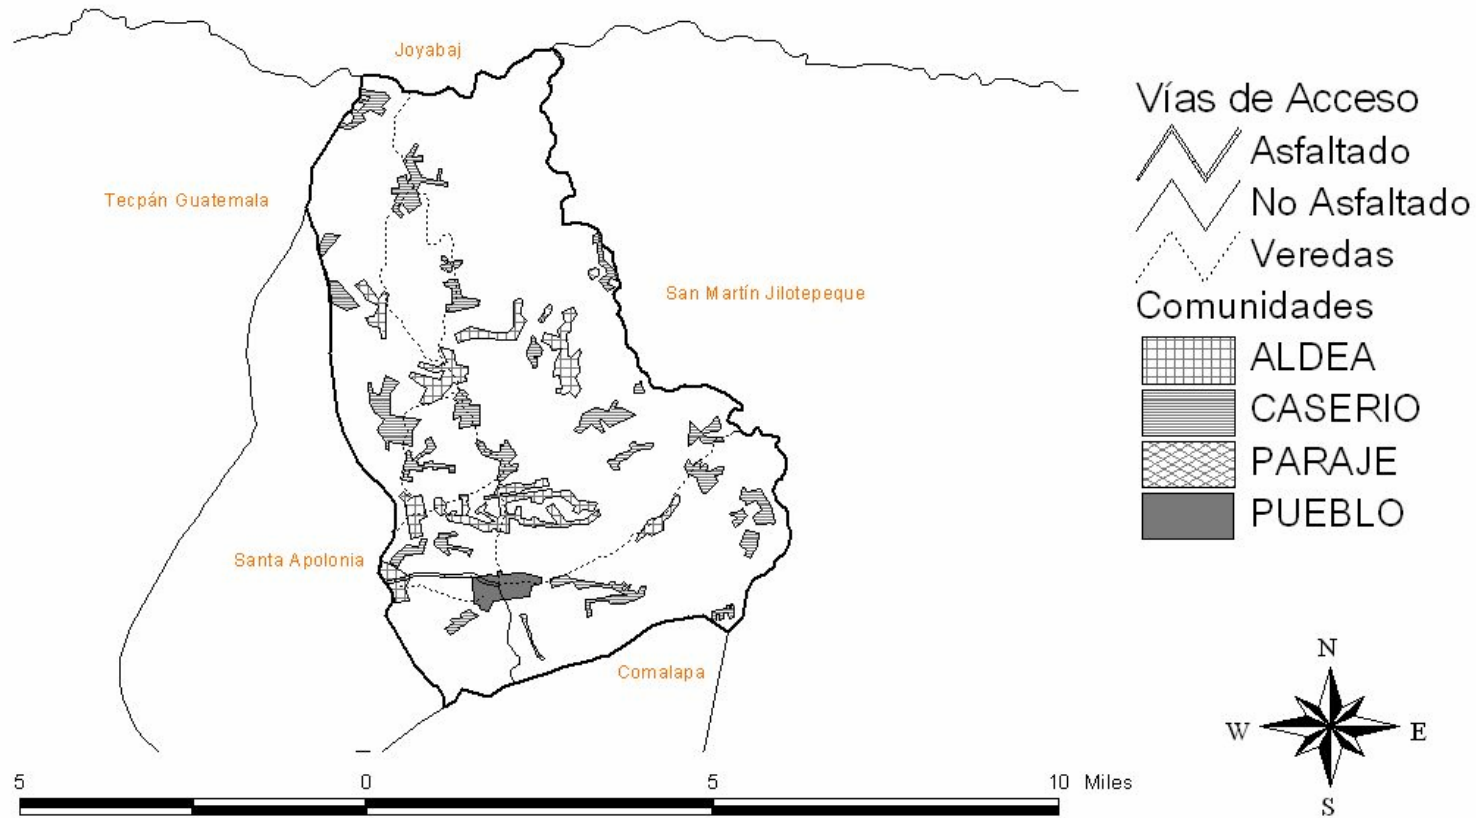 Joyabaj
Tecpán Guatemala
San Martín Jilotepeque
Santa Apolonia
Comalapa
Vías de Acceso
Asfaltado
No Asfaltado
Veredas
Comunidades
ALDEA
CASERIO
PARAJE
PUEBLO
N
W E
S
5 0 5 10 Miles